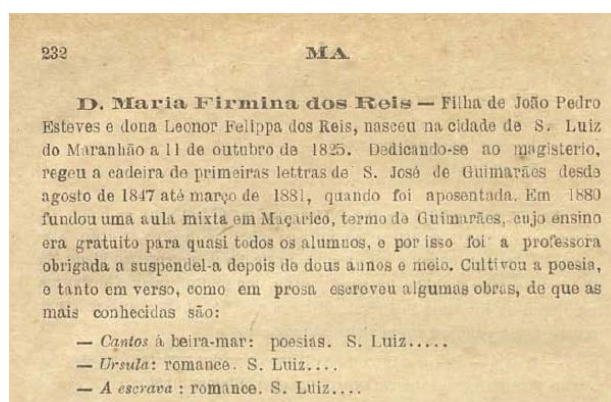 232 MA
D. Maria Firmina dos Reis — Filha de João Pedro
Esteves e dona Leonor Felippa dos Reis, nasceu na cidade de S. Luiz
do Maranhão a 11 de outubro de 1825. Dedicando-se ao magisterio,
regeu a cadeira de primeiras lettras de S. José de Guimarães desde
agosto de 1847 até março de 1881, quando foi aposentada. Em 1880
fundou uma aula mixta em Maçarico, termo de Guimarães, cujo ensino
era gratuito para quasi todos os alumnos, e por isso foi a professora
obrigada a suspendel-a depois de dous annos e meio. Cultivou a poesia,
e tanto em verso, como em prosa escreveu algumas obras, de que as
mais conhecidas são:
— Cantos á beira-mar: poesias. S. Luiz.....
— Ursula: romance. S. Luiz....
— A escrava : romance. S. Luiz....